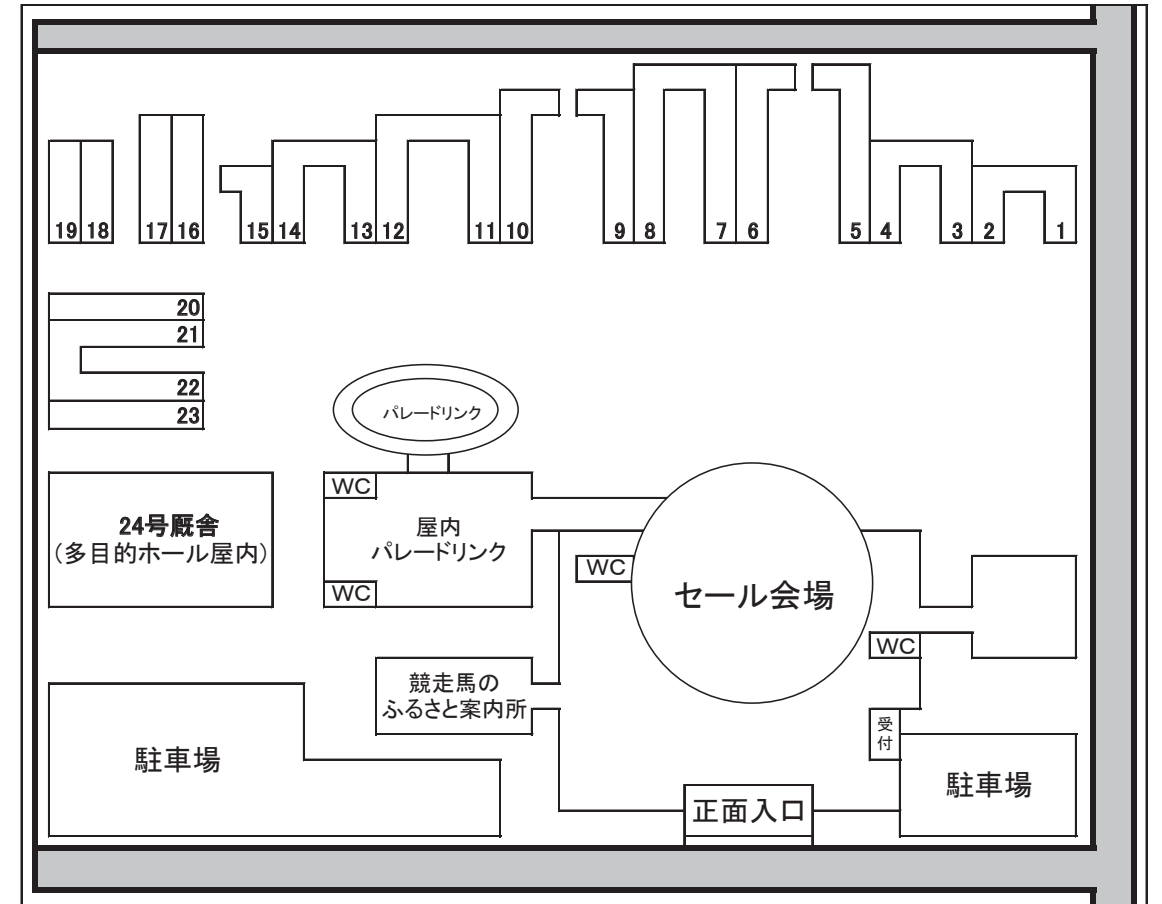 19 18 17 16 15 14 13 12 11 10 9 8 7 6 5 4 3 2 1
20
21
22
23
パレードリンク
WC
屋内
パレードリンク
WC
24号厩舎
(多目的ホール屋内)
WC
セール会場
WC
競走馬の
ふるさと案内所
受
付
駐車場
駐車場
正面入口